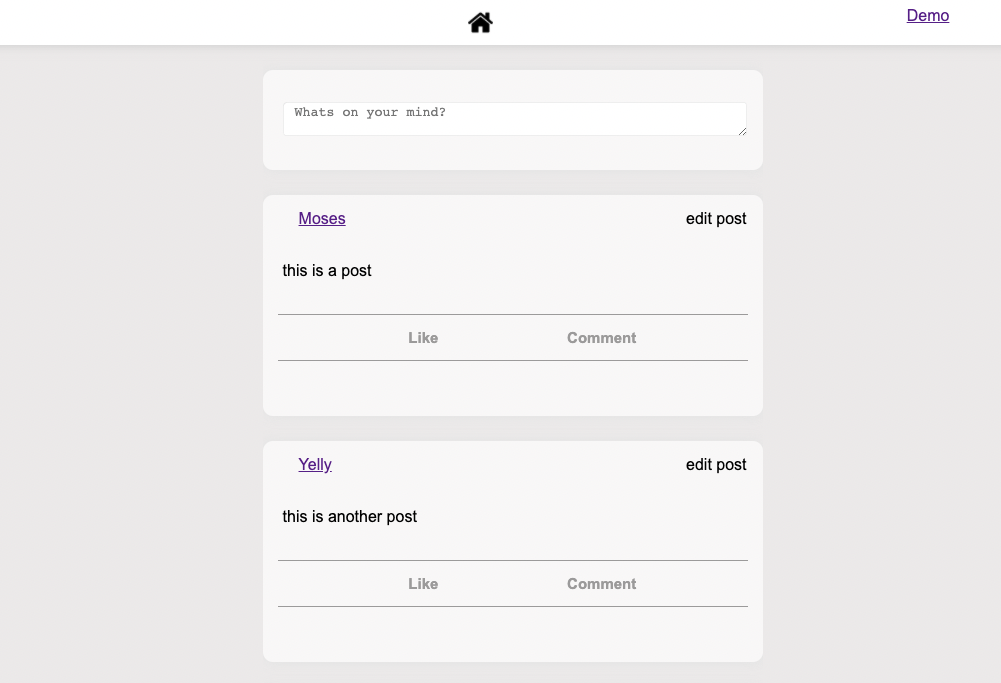 Demo
Whats on your mind?
Moses
edit post
this is a post
Like
Comment
Yelly
edit post
this is another post
Like
Comment